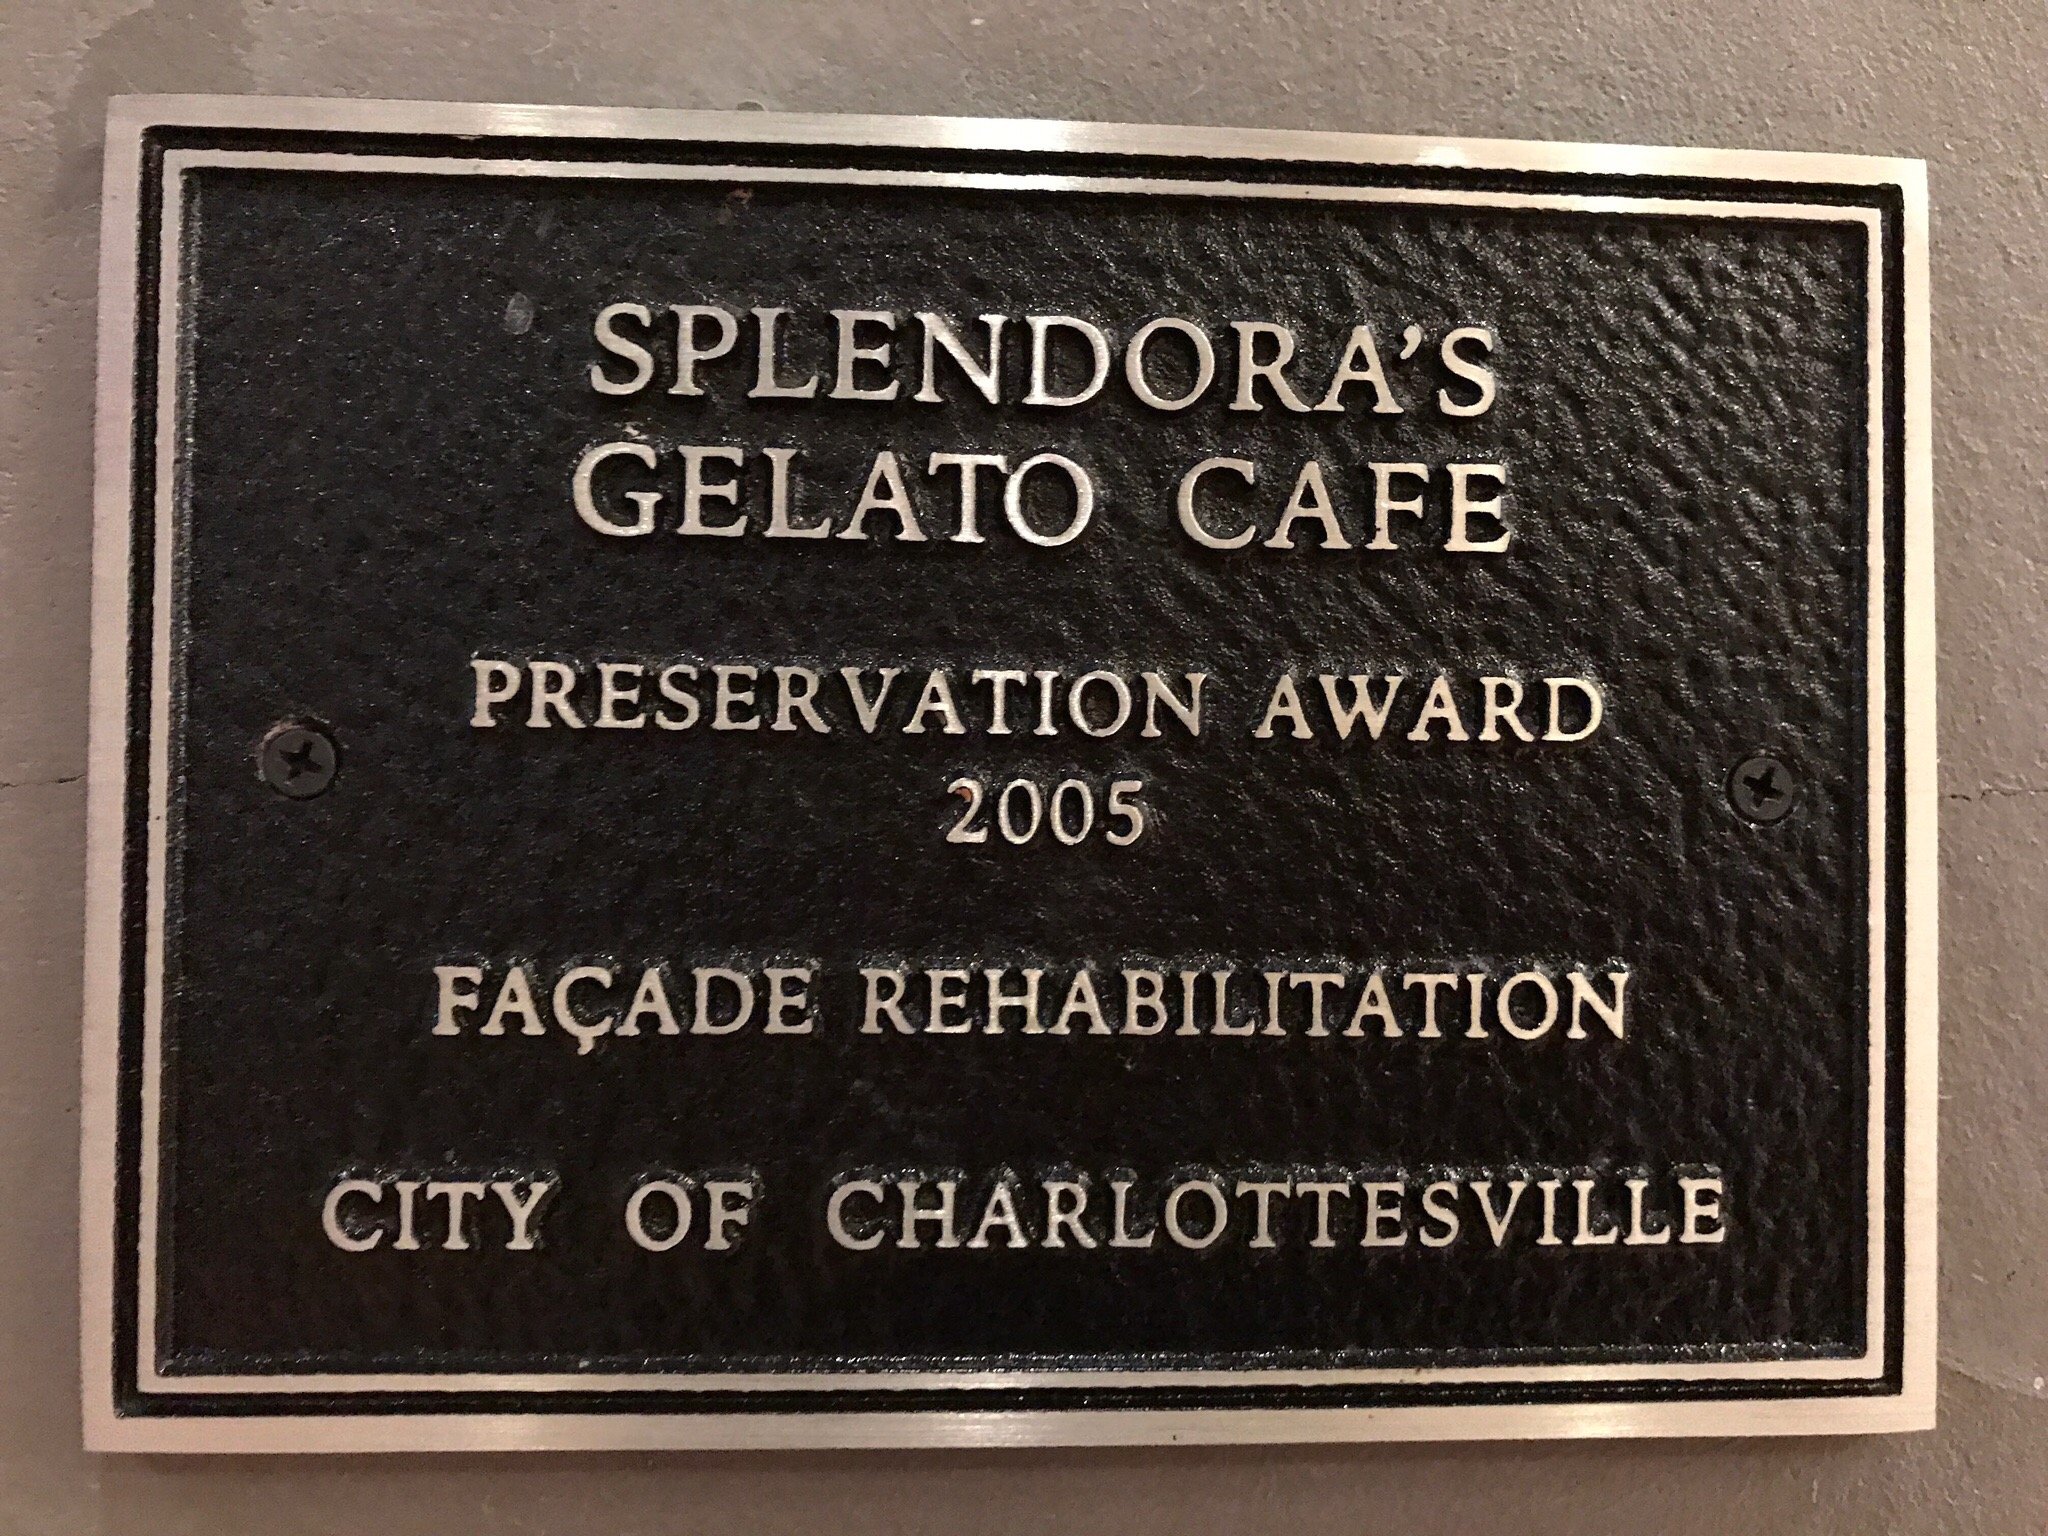 SPLENDORA'S
GELATO CAFE
PRESERVATION AWARD
2005
FAÇADE REHABILITATION
CITY OF CHARLOTTESVILLE